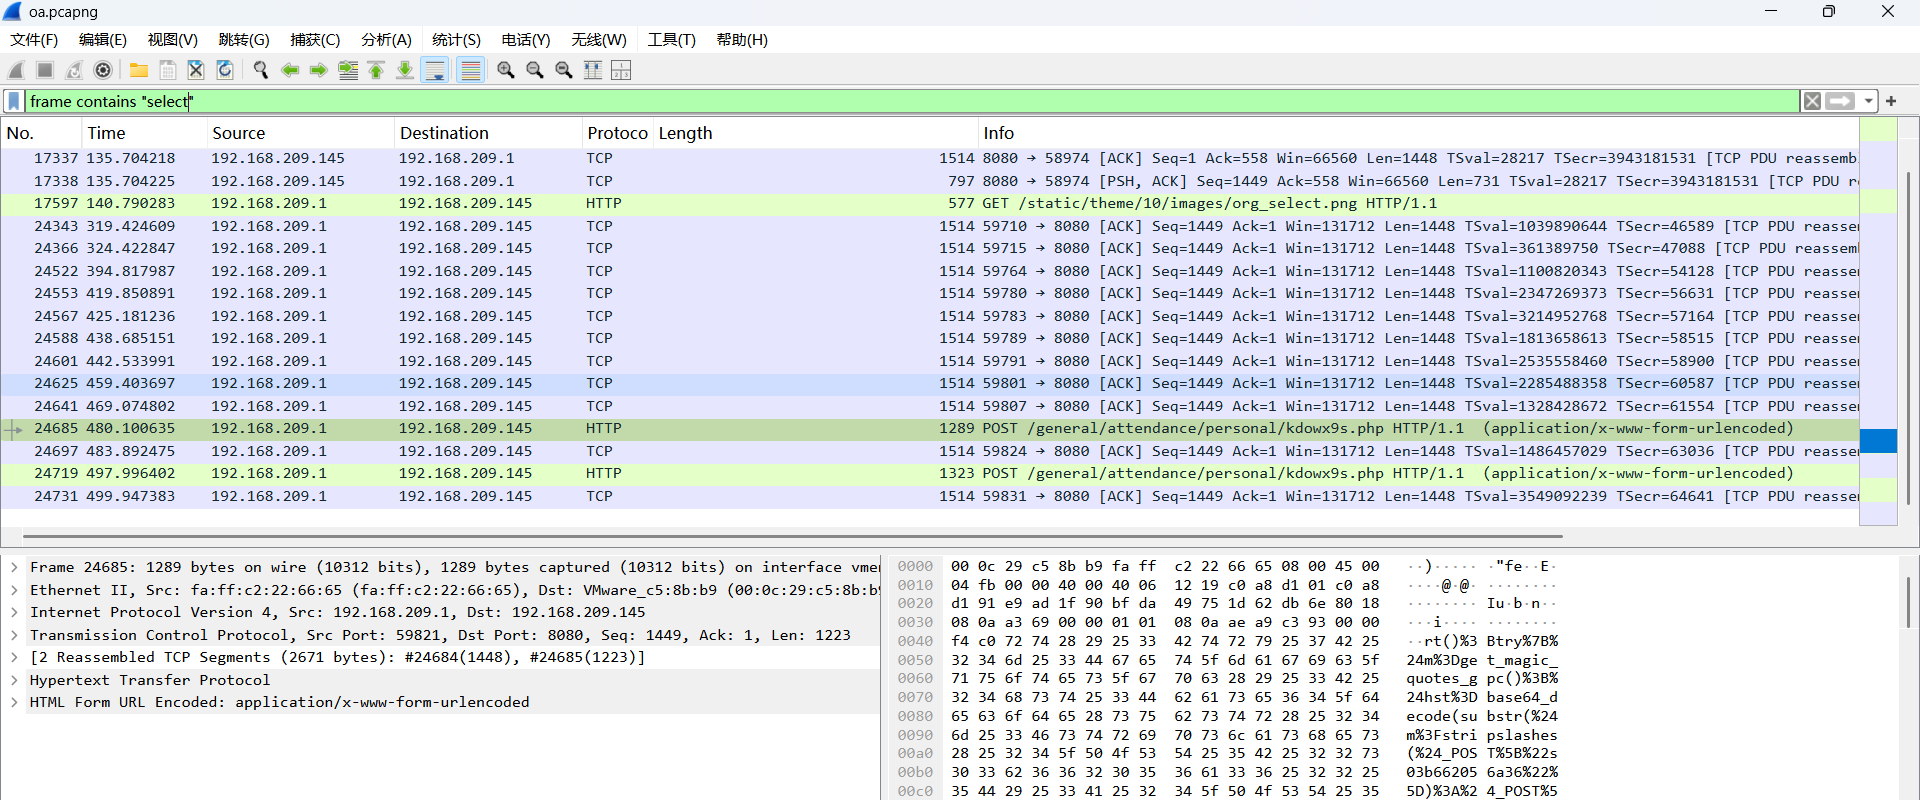 oa.pcapng
文件(F) 编辑(E) 视图(V) 跳转(G) 捕获(C) 分析(A) 统计(S) 电话(Y) 无线(W) 工具(T) 帮助(H)
frame contains "select"
No. Time Source Destination Protoco Length Info
17337 135.704218 192.168.209.145 192.168.209.1 TCP 1514 8080 → 58974 [ACK] Seq=1 Ack=558 Win=66560 Len=1448 TSval=28217 TSecr=3943181531 [TCP PDU reassemb
17338 135.704225 192.168.209.145 192.168.209.1 TCP 797 8080 → 58974 [PSH, ACK] Seq=1449 Ack=558 Win=66560 Len=731 TSval=28217 TSecr=3943181531 [TCP PDU r
17597 140.790283 192.168.209.1 192.168.209.145 HTTP 577 GET /static/theme/10/images/org_select.png HTTP/1.1
24343 319.424609 192.168.209.1 192.168.209.145 TCP 1514 59710 → 8080 [ACK] Seq=1449 Ack=1 Win=131712 Len=1448 TSval=1039890644 TSecr=46589 [TCP PDU reasse
24366 324.422847 192.168.209.1 192.168.209.145 TCP 1514 59715 → 8080 [ACK] Seq=1449 Ack=1 Win=131712 Len=1448 TSval=361389750 TSecr=47088 [TCP PDU reassem
24522 394.817987 192.168.209.1 192.168.209.145 TCP 1514 59764 → 8080 [ACK] Seq=1449 Ack=1 Win=131712 Len=1448 TSval=1100820343 TSecr=54128 [TCP PDU reasse
24553 419.850891 192.168.209.1 192.168.209.145 TCP 1514 59780 → 8080 [ACK] Seq=1449 Ack=1 Win=131712 Len=1448 TSval=2347269373 TSecr=56631 [TCP PDU reasse
24567 425.181236 192.168.209.1 192.168.209.145 TCP 1514 59783 → 8080 [ACK] Seq=1449 Ack=1 Win=131712 Len=1448 TSval=3214952768 TSecr=57164 [TCP PDU reasse
24588 438.685151 192.168.209.1 192.168.209.145 TCP 1514 59789 → 8080 [ACK] Seq=1449 Ack=1 Win=131712 Len=1448 TSval=1813658613 TSecr=58515 [TCP PDU reasse
24601 442.533991 192.168.209.1 192.168.209.145 TCP 1514 59791 → 8080 [ACK] Seq=1449 Ack=1 Win=131712 Len=1448 TSval=2535558460 TSecr=58900 [TCP PDU reasse
24625 459.403697 192.168.209.1 192.168.209.145 TCP 1514 59801 → 8080 [ACK] Seq=1449 Ack=1 Win=131712 Len=1448 TSval=2285488358 TSecr=60587 [TCP PDU reasse
24641 469.074802 192.168.209.1 192.168.209.145 TCP 1514 59807 → 8080 [ACK] Seq=1449 Ack=1 Win=131712 Len=1448 TSval=1328428672 TSecr=61554 [TCP PDU reasse
24685 480.100635 192.168.209.1 192.168.209.145 HTTP 1289 POST /general/attendance/personal/kdowx9s.php HTTP/1.1 (application/x-www-form-urlencoded)
24697 483.892475 192.168.209.1 192.168.209.145 TCP 1514 59824 → 8080 [ACK] Seq=1449 Ack=1 Win=131712 Len=1448 TSval=1486457029 TSecr=63036 [TCP PDU reasse
24719 497.996402 192.168.209.1 192.168.209.145 HTTP 1323 POST /general/attendance/personal/kdowx9s.php HTTP/1.1 (application/x-www-form-urlencoded)
24731 499.947383 192.168.209.1 192.168.209.145 TCP 1514 59831 → 8080 [ACK] Seq=1449 Ack=1 Win=131712 Len=1448 TSval=3549092239 TSecr=64641 [TCP PDU reasse
Frame 24685: 1289 bytes on wire (10312 bits), 1289 bytes captured (10312 bits) on interface vme
Ethernet II, Src: fa:ff:c2:22:66:65 (fa:ff:c2:22:66:65), Dst: VMware_c5:8b:b9 (00:0c:29:c5:8b:b9
Internet Protocol Version 4, Src: 192.168.209.1, Dst: 192.168.209.145
Transmission Control Protocol, Src Port: 59821, Dst Port: 8080, Seq: 1449, Ack: 1, Len: 1223
[2 Reassembled TCP Segments (2671 bytes): #24684(1448), #24685(1223)]
Hypertext Transfer Protocol
HTML Form URL Encoded: application/x-www-form-urlencoded
0000 00 0c 29 c5 8b b9 fa ff c2 22 66 65 08 00 45 00 ··)····· ·"fe··E·
0010 04 fb 00 00 40 00 40 06 12 19 c0 a8 d1 01 c0 a8 ····@·@· ········
0020 d1 91 e9 ad 1f 90 bf da 49 75 1d 62 db 6e 80 18 ········ Iu·b·n··
0030 08 0a a3 69 00 00 01 01 08 0a ae a9 c3 93 00 00 ···i···· ········
0040 f4 c0 72 74 28 29 25 33 42 74 72 79 25 37 42 25 ··rt()%3 Btry%7B%
0050 32 34 6d 25 33 44 67 65 74 5f 6d 61 67 69 63 5f 24m%3Dge t_magic_
0060 71 75 6f 74 65 73 5f 67 70 63 28 29 25 33 42 25 quotes_g pc()%3B%
0070 32 34 68 73 74 25 33 44 62 61 73 65 36 34 5f 64 24hst%3D base64_d
0080 65 63 6f 64 65 28 73 75 62 73 74 72 28 25 32 34 ecode(su bstr(%24
0090 6d 25 33 46 73 74 72 69 70 73 6c 61 73 68 65 73 m%3Fstri pslashes
00a0 28 25 32 34 5f 50 4f 53 54 25 35 42 25 32 32 73 (%24_POS T%5B%22s
00b0 30 33 62 36 36 32 30 35 36 61 33 36 25 32 32 25 03b66205 6a36%22%
00c0 35 44 29 25 33 41 25 32 34 5f 50 4f 53 54 25 35 5D)%3A%2 4_POST%5